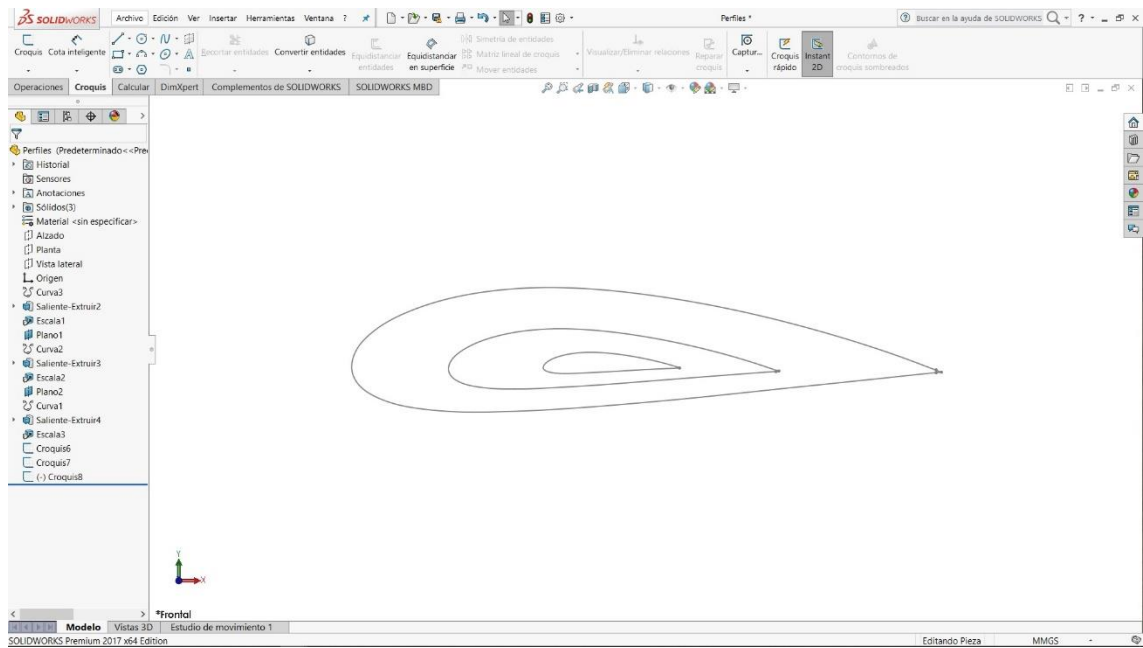 SOLIDWORKS Archivo Edición Ver Insertar Herramientas Ventana ? Perfiles * Buscar en la ayuda de SOLIDWORKS ?
Croquis Cota inteligente Recortar entidades Convertir entidades Equidistanciar entidades Equidistanciar en superficie Simetría de entidades Matriz lineal de croquis Mover entidades Visualizar/Eliminar relaciones Reparar croquis Captur... Croquis rápido Instant 2D Contornos de croquis sombreados
Operaciones Croquis Calcular DimXpert Complementos de SOLIDWORKS SOLIDWORKS MBD
Perfiles (Predeterminado<<Pre
Historial
Sensores
Anotaciones
Sólidos(3)
Material <sin especificar>
Alzado
Planta
Vista lateral
Origen
Curva3
Saliente-Extruir2
Escala1
Plano1
Curva2
Saliente-Extruir3
Escala2
Plano2
Curva1
Saliente-Extruir4
Escala3
Croquis6
Croquis7
(-) Croquis8
Y
X
*Frontal
Modelo Vistas 3D Estudio de movimiento 1
SOLIDWORKS Premium 2017 x64 Edition Editando Pieza MMGS -